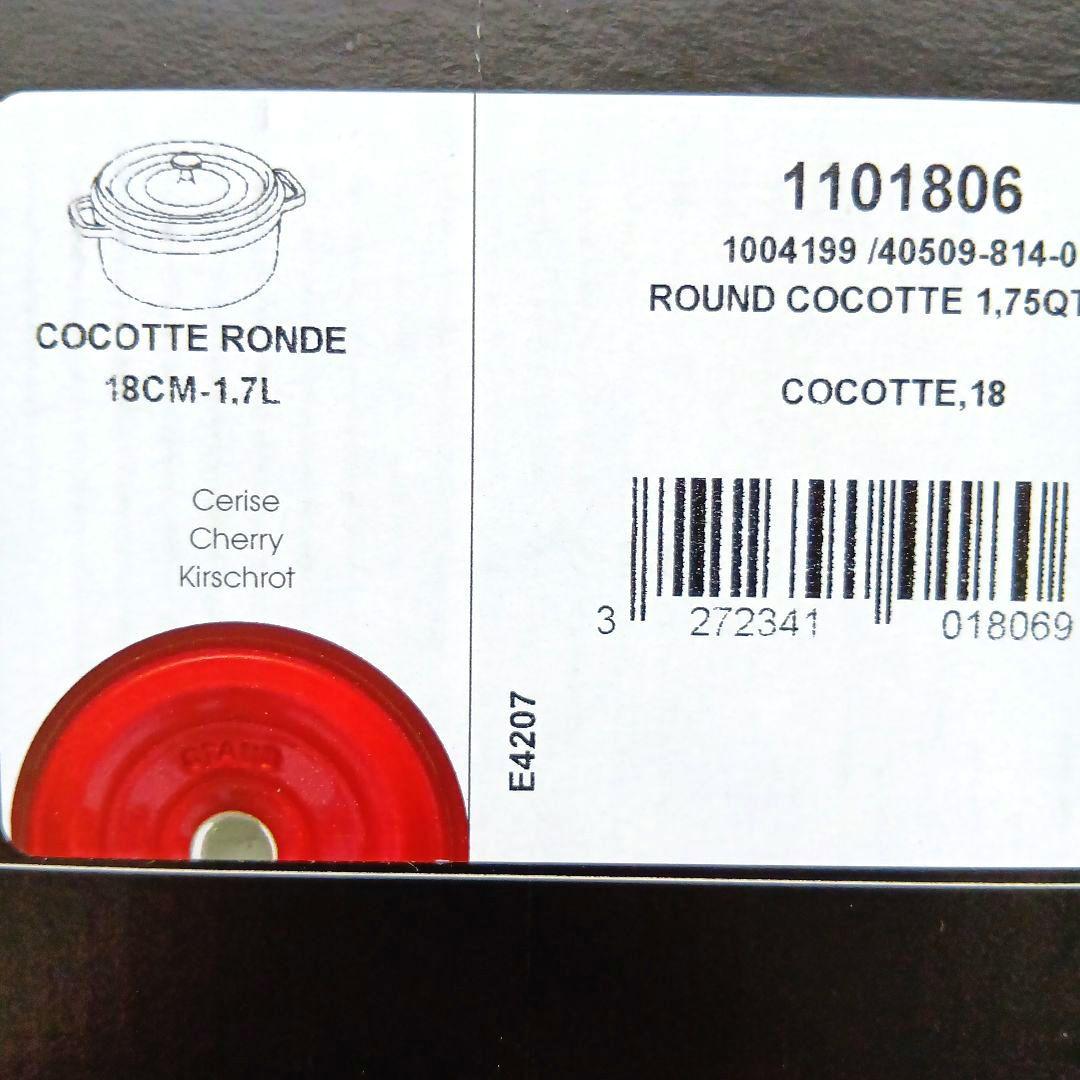 COCOTTE RONDE
18CM-1,7L
Cerise
Cherry
Kirschrot
STAUB
1101806
1004199 /40509-814-0
ROUND COCOTTE 1,75QT
COCOTTE,18
3 272341 018069
E4207